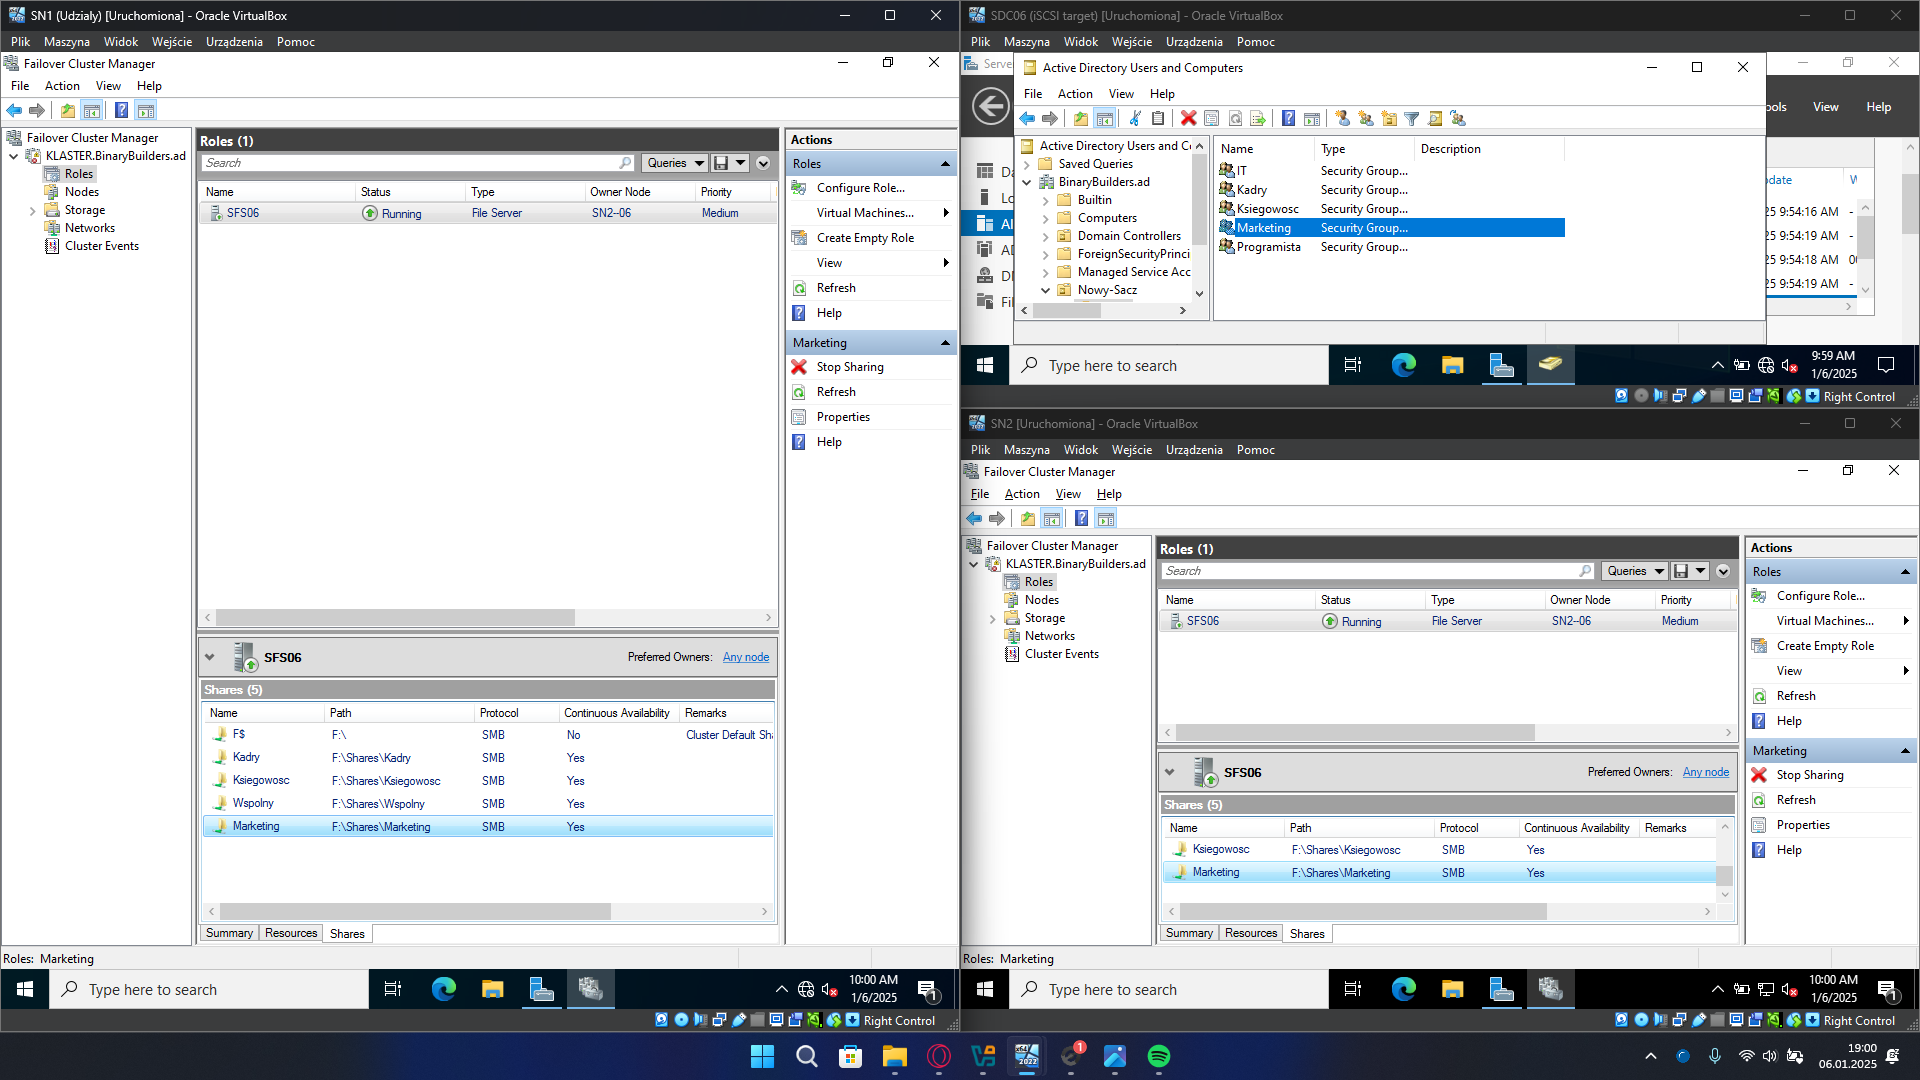 SN1 (Udzialy) [Uruchomiona] - Oracle VirtualBox
Plik Maszyna Widok Wejście Urządzenia Pomoc
Failover Cluster Manager
File Action View Help
Failover Cluster Manager
KLASTER.BinaryBuilders.ad
Roles
Nodes
Storage
Networks
Cluster Events
Roles (1)
Search
Queries
Name Status Type Owner Node Priority
SFS06 Running File Server SN2-06 Medium
SFS06 Preferred Owners: Any node
Shares (5)
Name Path Protocol Continuous Availability Remarks
F$ F:\ SMB No Cluster Default Sha
Kadry F:\Shares\Kadry SMB Yes
Ksiegowosc F:\Shares\Ksiegowosc SMB Yes
Wspolny F:\Shares\Wspolny SMB Yes
Marketing F:\Shares\Marketing SMB Yes
Summary Resources Shares
Actions
Roles
Configure Role...
Virtual Machines...
Create Empty Role
View
Refresh
Help
Marketing
Stop Sharing
Refresh
Properties
Help
Roles: Marketing
Type here to search
10:00 AM
1/6/2025
1
Right Control
SDC06 (iSCSI target) [Uruchomiona] - Oracle VirtualBox
Plik Maszyna Widok Wejście Urządzenia Pomoc
Serve
Active Directory Users and Computers
File Action View Help
ools View Help
Active Directory Users and C
Saved Queries
BinaryBuilders.ad
Builtin
Computers
Domain Controllers
ForeignSecurityPrinci
Managed Service Acc
Nowy-Sacz
Name Type Description
IT Security Group...
Kadry Security Group...
Ksiegowosc Security Group...
Marketing Security Group...
Programista Security Group...
Da
Lo
Al
AD
Fil
pdate
25 9:54:16 AM -
25 9:54:19 AM -
25 9:54:18 AM 00
25 9:54:19 AM -
Type here to search
9:59 AM
1/6/2025
Right Control
SN2 [Uruchomiona] - Oracle VirtualBox
Plik Maszyna Widok Wejście Urządzenia Pomoc
Failover Cluster Manager
File Action View Help
Failover Cluster Manager
KLASTER.BinaryBuilders.ad
Roles
Nodes
Storage
Networks
Cluster Events
Roles (1)
Search
Queries
Name Status Type Owner Node Priority
SFS06 Running File Server SN2-06 Medium
SFS06 Preferred Owners: Any node
Shares (5)
Name Path Protocol Continuous Availability Remarks
Ksiegowosc F:\Shares\Ksiegowosc SMB Yes
Marketing F:\Shares\Marketing SMB Yes
Summary Resources Shares
Actions
Roles
Configure Role...
Virtual Machines...
Create Empty Role
View
Refresh
Help
Marketing
Stop Sharing
Refresh
Properties
Help
Roles: Marketing
Type here to search
10:00 AM
1/6/2025
1
Right Control
1
19:00
06.01.2025